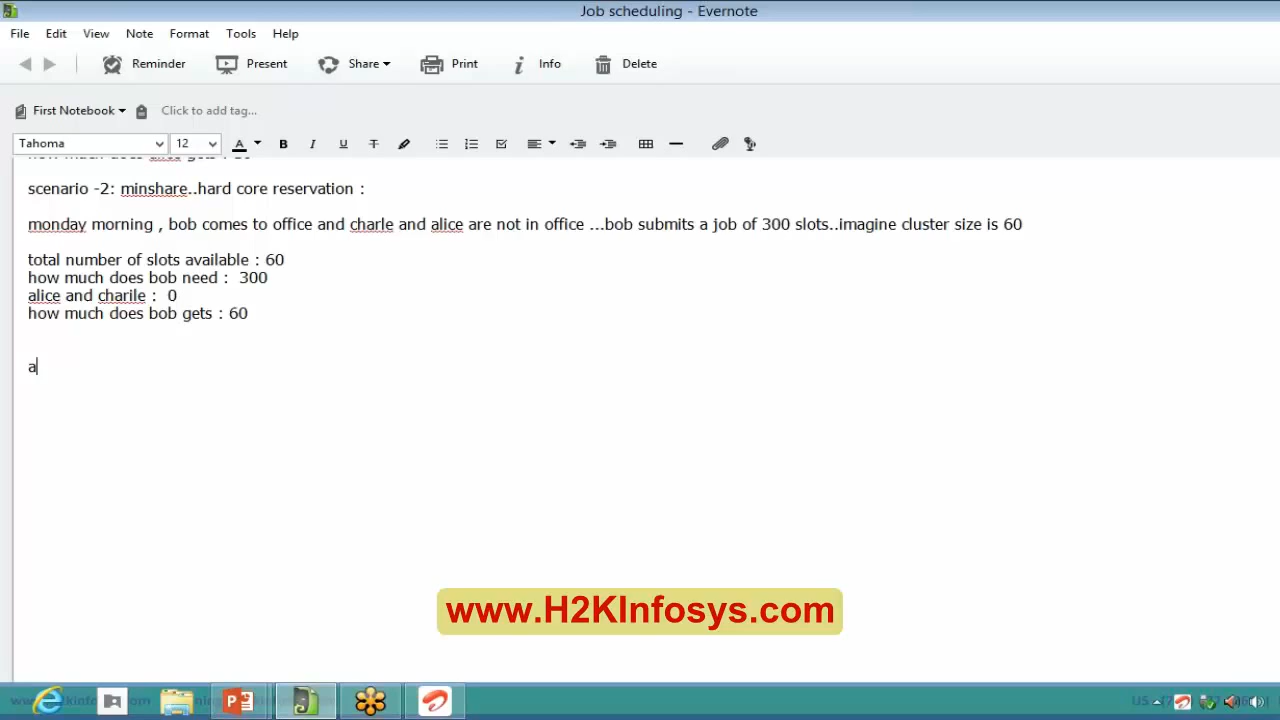 Job scheduling - Evernote
File Edit View Note Format Tools Help
Reminder Present Share Print Info Delete
First Notebook Click to add tag...
Tahoma 12 A B I U T
scenario -2: minshare..hard core reservation :
monday morning , bob comes to office and charle and alice are not in office ...bob submits a job of 300 slots..imagine cluster size is 60
total number of slots available : 60
how much does bob need : 300
alice and charile : 0
how much does bob gets : 60
a
www.H2KInfosys.com